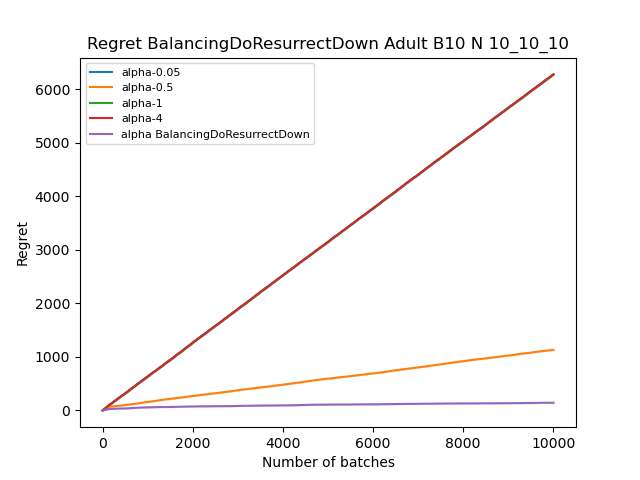 Regret BalancingDoResurrectDown Adult B10 N 10_10_10
alpha-0.05
alpha-0.5
alpha-1
alpha-4
alpha BalancingDoResurrectDown
6000
5000
4000
3000
2000
1000
0
Regret
0 2000 4000 6000 8000 10000
Number of batches